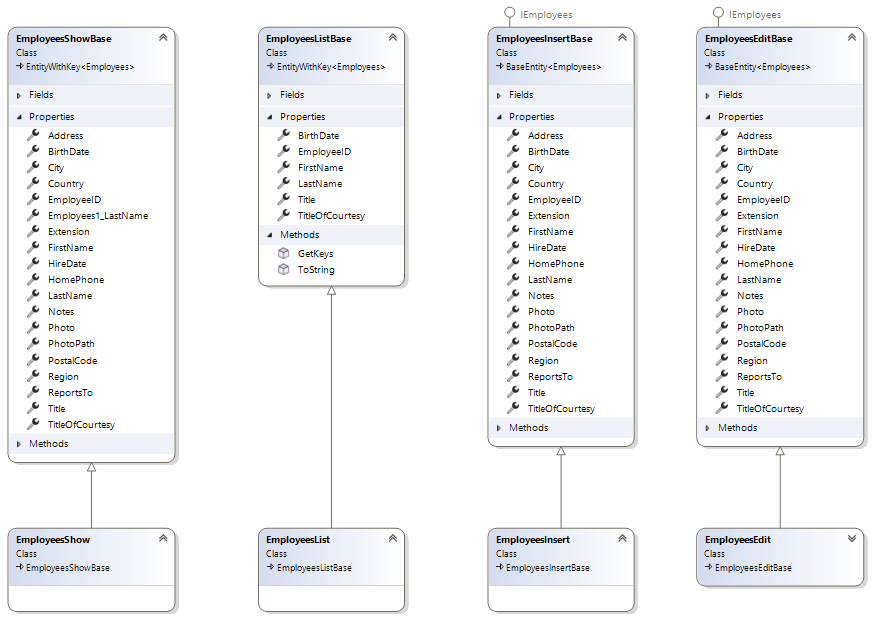 IEmployees
IEmployees
EmployeesShowBase
Class
EntityWithKey<Employees>
Fields
Properties
Address
BirthDate
City
Country
EmployeeID
Employees1_LastName
Extension
FirstName
HireDate
HomePhone
LastName
Notes
Photo
PhotoPath
PostalCode
Region
ReportsTo
Title
TitleOfCourtesy
Methods
EmployeesListBase
Class
EntityWithKey<Employees>
Fields
Properties
BirthDate
EmployeeID
FirstName
LastName
Title
TitleOfCourtesy
Methods
GetKeys
ToString
EmployeesInsertBase
Class
BaseEntity<Employees>
Fields
Properties
Address
BirthDate
City
Country
EmployeeID
Extension
FirstName
HireDate
HomePhone
LastName
Notes
Photo
PhotoPath
PostalCode
Region
ReportsTo
Title
TitleOfCourtesy
Methods
EmployeesEditBase
Class
BaseEntity<Employees>
Fields
Properties
Address
BirthDate
City
Country
EmployeeID
Extension
FirstName
HireDate
HomePhone
LastName
Notes
Photo
PhotoPath
PostalCode
Region
ReportsTo
Title
TitleOfCourtesy
Methods
EmployeesShow
Class
EmployeesShowBase
EmployeesList
Class
EmployeesListBase
EmployeesInsert
Class
EmployeesInsertBase
EmployeesEdit
Class
EmployeesEditBase